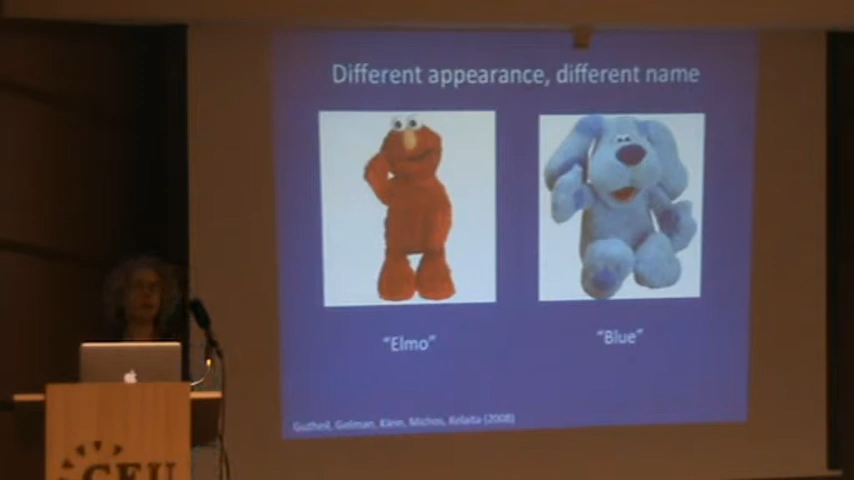 Different appearance, different name
"Elmo"
"Blue"
Gutheil, Gelman, Klein, Michos, Kelaita (2008)
CEU